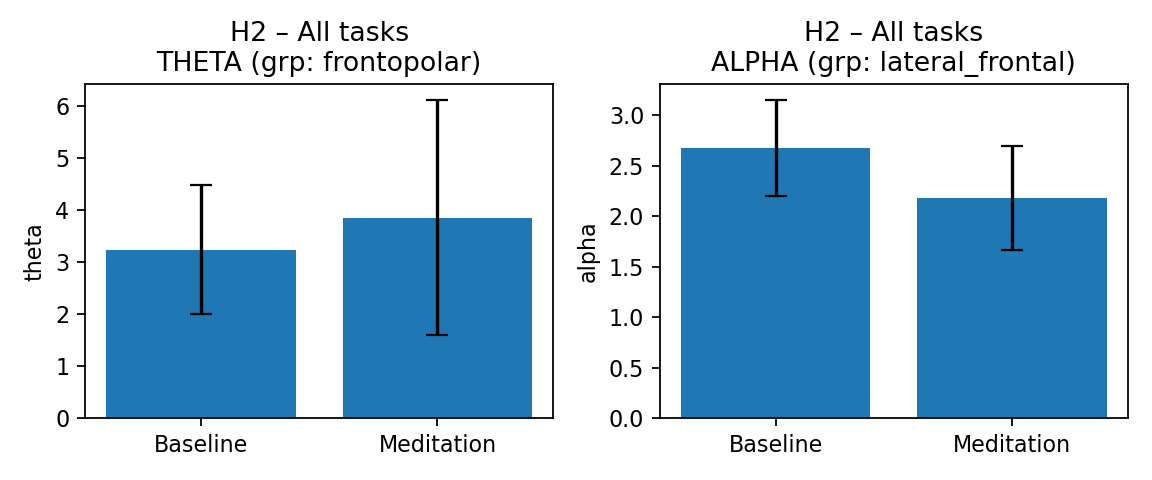 H2 – All tasks
THETA (grp: frontopolar)
6
5
4
3
2
1
0
theta
Baseline
Meditation
H2 – All tasks
ALPHA (grp: lateral_frontal)
3.0
2.5
2.0
1.5
1.0
0.5
0.0
alpha
Baseline
Meditation